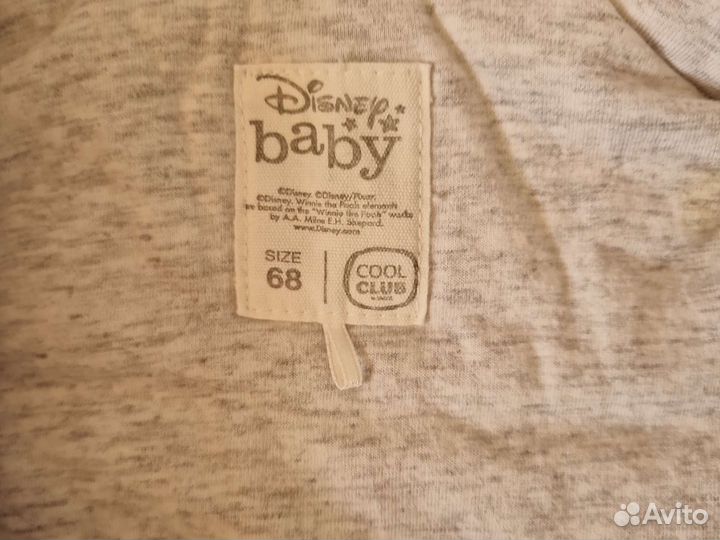 Disney
baby
©Disney. ©Disney/Pixar.
©Disney. Winnie the Pooh elements
are based on the "Winnie the Pooh" works
by A.A. Milne E.H. Shepard.
www.Disney.com
SIZE
68
COOL
CLUB
Avito